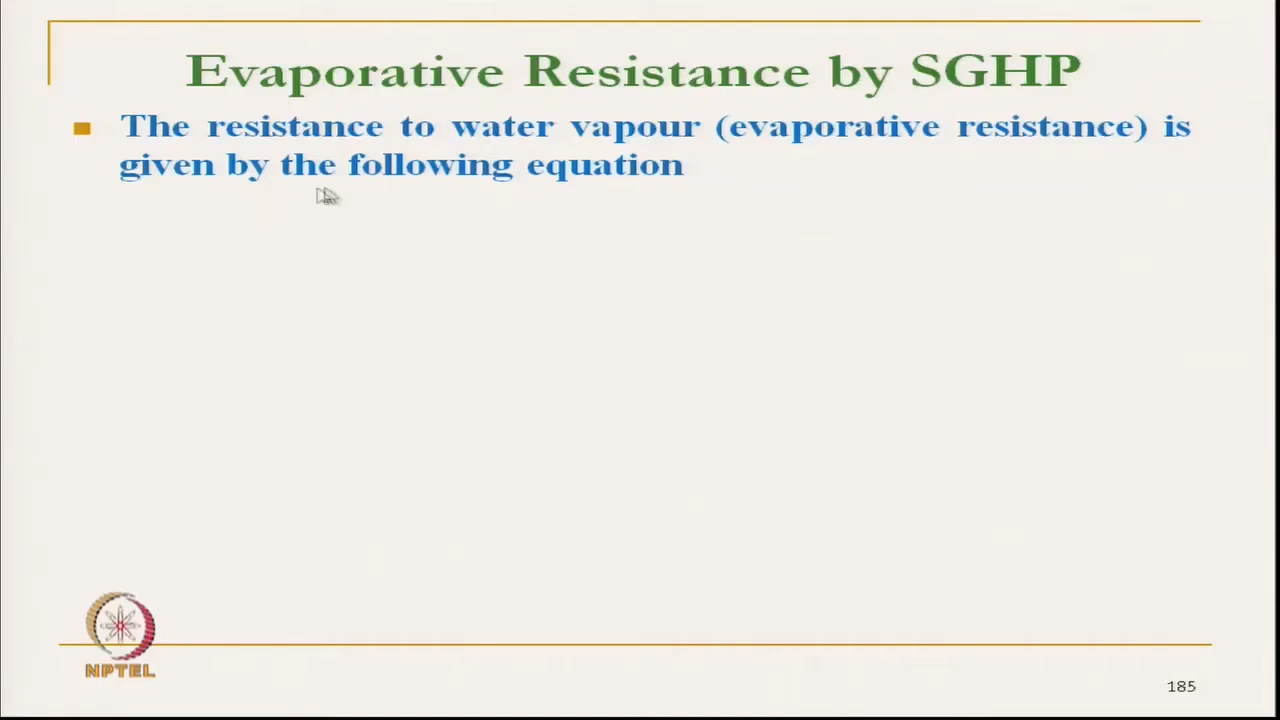 Evaporative Resistance by SGHP
The resistance to water vapour (evaporative resistance) is
given by the following equation
NPTEL
185